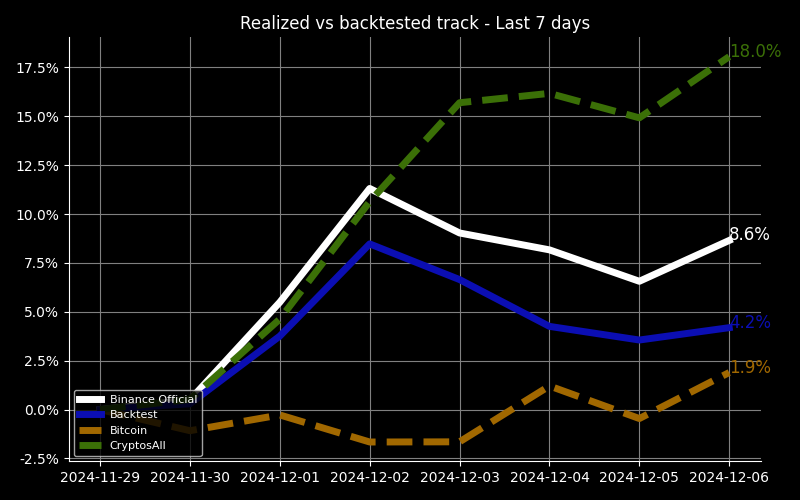 Realized vs backtested track - Last 7 days
17.5%
15.0%
12.5%
10.0%
7.5%
5.0%
2.5%
0.0%
-2.5%
18.0%
8.6%
4.2%
1.9%
Binance Official
Backtest
Bitcoin
CryptosAll
2024-11-29 2024-11-30 2024-12-01 2024-12-02 2024-12-03 2024-12-04 2024-12-05 2024-12-06